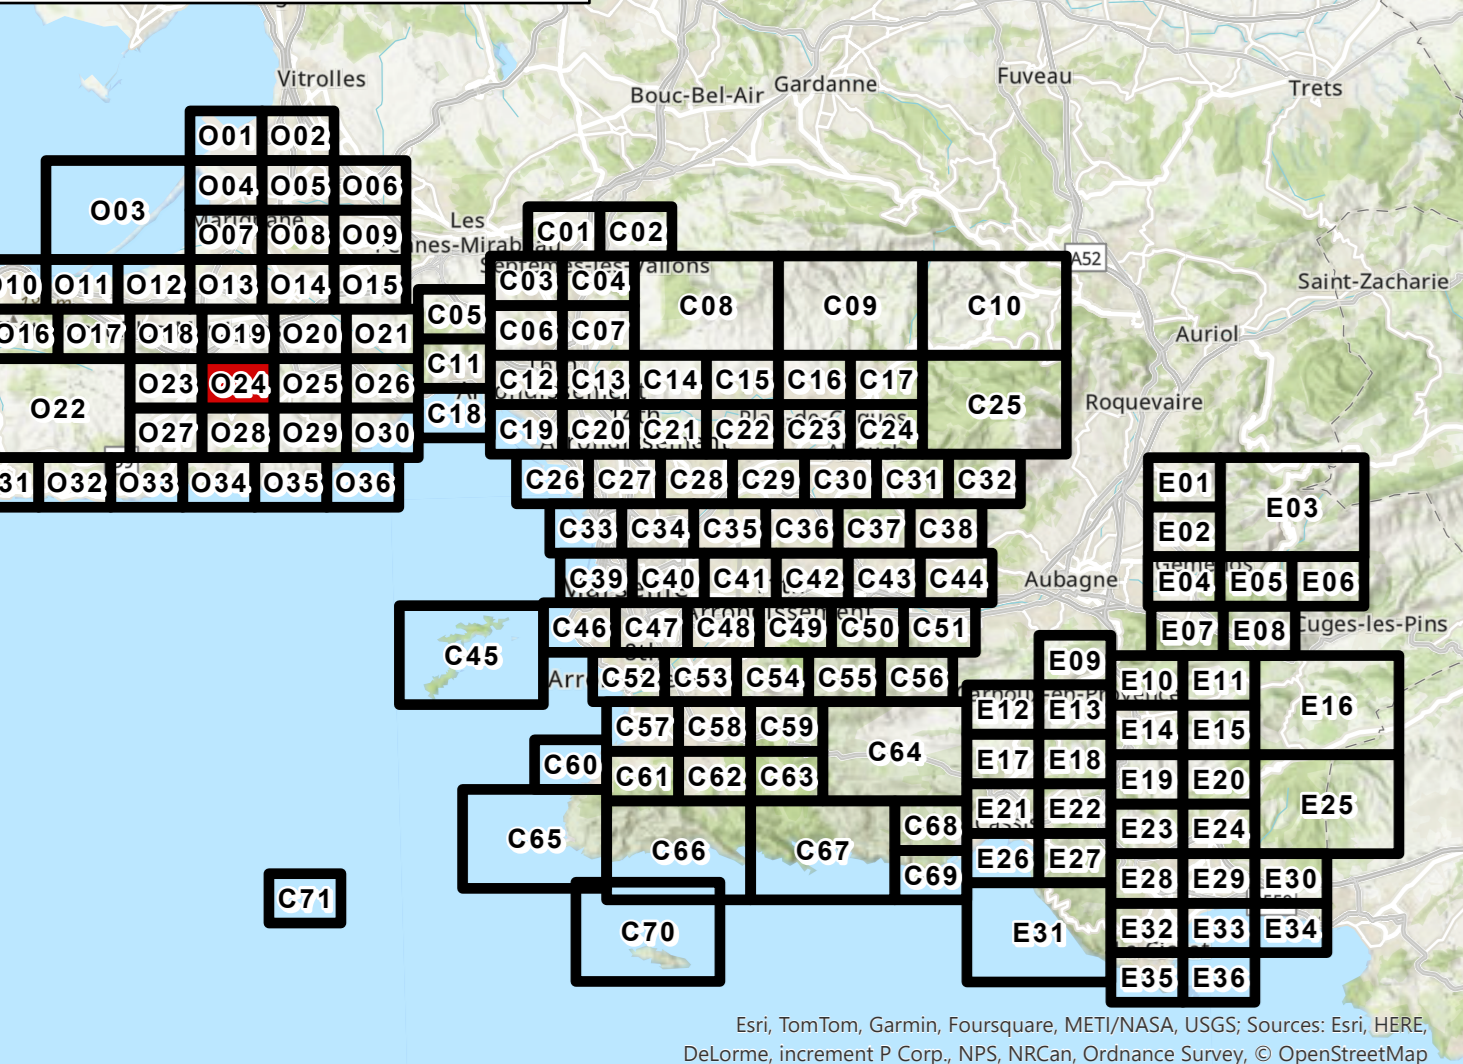 Vitrolles
Bouc-Bel-Air
Gardanne
Fuveau
Trets
O01 O02
O03
O04 O05 O06
O07 O08 O09
Les
C01 C02
A52
O11 O12 O13 O14 O15
C03 C04
C08 C09 C10
Saint-Zacharie
C05
O16 O17 O18 O19 O20 O21
C06 C07
Auriol
C11
O22
O23 O24 O25 O26
C12 C13 C14 C15 C16 C17
C25
Roquevaire
C18
O27 O28 O29 O30
C19 C20 C21 C22 C23 C24
31 O32 O33 O34 O35 O36
C26 C27 C28 C29 C30 C31 C32
E01
E03
C33 C34 C35 C36 C37 C38
E02
C39 C40 C41 C42 C43 C44
Aubagne
E04 E05 E06
C45
C46 C47 C48 C49 C50 C51
E07 E08
Cuges-les-Pins
C52 C53 C54 C55 C56
E09
E10 E11
E16
C57 C58 C59
C64
E12 E13
E14 E15
C60
C61 C62 C63
E17 E18
E19 E20
E25
C65
C66 C67
C68
E21 E22
E23 E24
C69
E26 E27
E28 E29 E30
C71
C70
E31
E32 E33 E34
E35 E36
Esri, TomTom, Garmin, Foursquare, METI/NASA, USGS; Sources: Esri, HERE,
DeLorme, increment P Corp., NPS, NRCan, Ordnance Survey, © OpenStreetMap